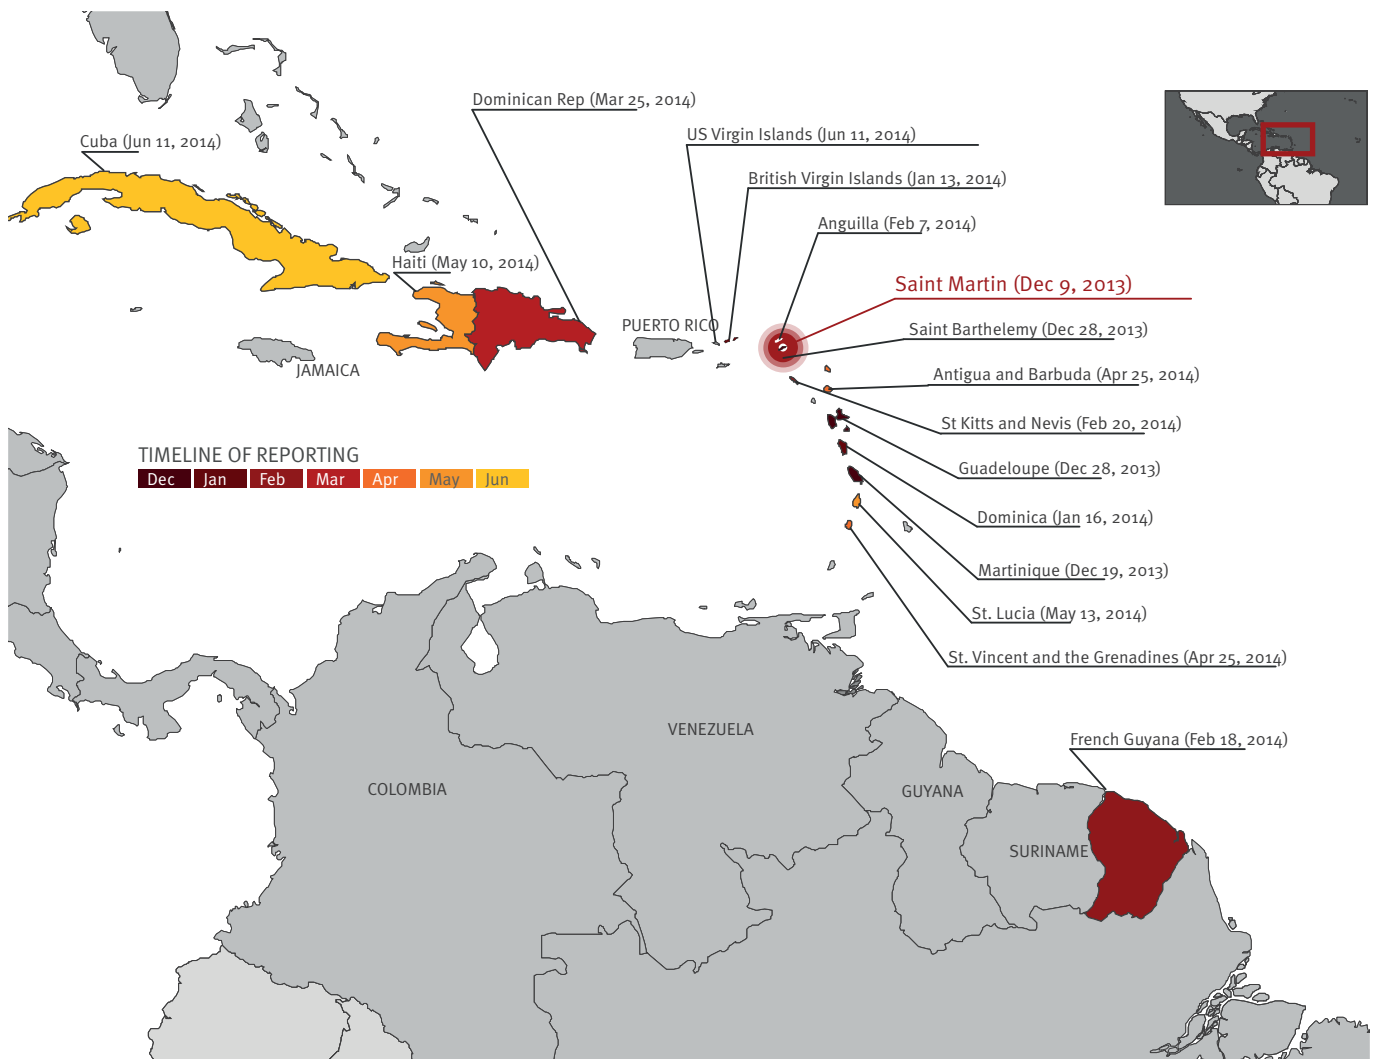 Dominican Rep (Mar 25, 2014)
Cuba (Jun 11, 2014)
US Virgin Islands (Jun 11, 2014)
British Virgin Islands (Jan 13, 2014)
Anguilla (Feb 7, 2014)
Haiti (May 10, 2014)
Saint Martin (Dec 9, 2013)
PUERTO RICO
Saint Barthelemy (Dec 28, 2013)
JAMAICA
Antigua and Barbuda (Apr 25, 2014)
St Kitts and Nevis (Feb 20, 2014)
TIMELINE OF REPORTING
Dec Jan Feb Mar Apr May Jun
Guadeloupe (Dec 28, 2013)
Dominica (Jan 16, 2014)
Martinique (Dec 19, 2013)
St. Lucia (May 13, 2014)
St. Vincent and the Grenadines (Apr 25, 2014)
VENEZUELA
French Guyana (Feb 18, 2014)
COLOMBIA
GUYANA
SURINAME